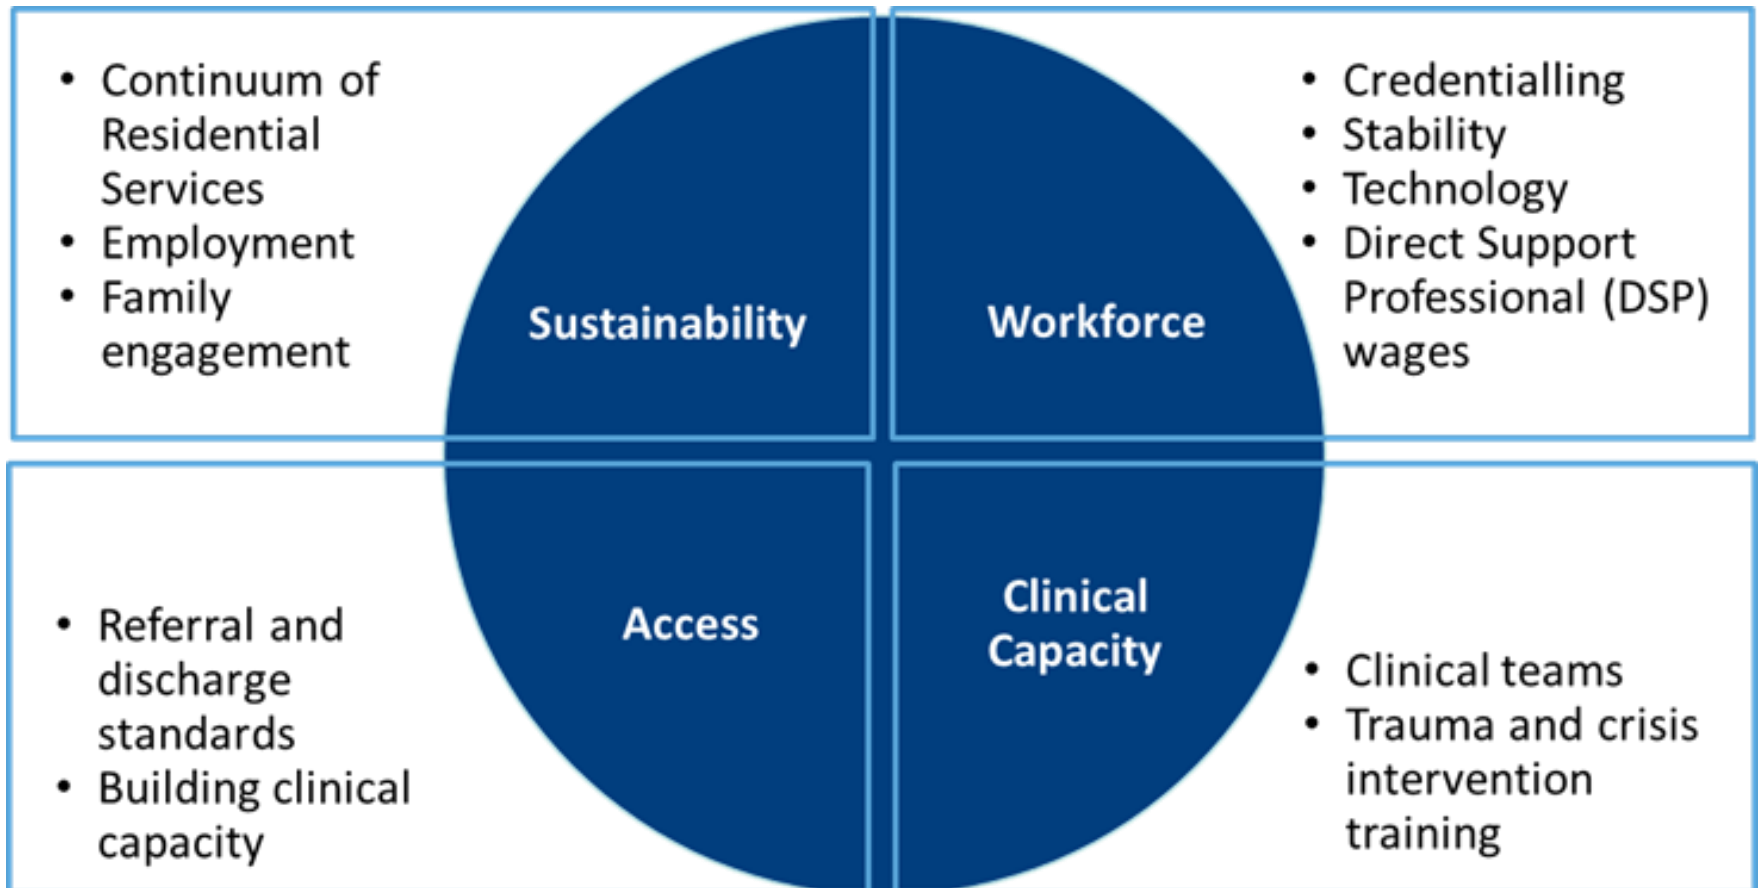 • Continuum of
Residential
Services
• Employment
• Family
engagement
Sustainability
Workforce
• Credentialling
• Stability
• Technology
• Direct Support
Professional (DSP)
wages
• Referral and
discharge
standards
• Building clinical
capacity
Access
Clinical
Capacity
• Clinical teams
• Trauma and crisis
intervention
training